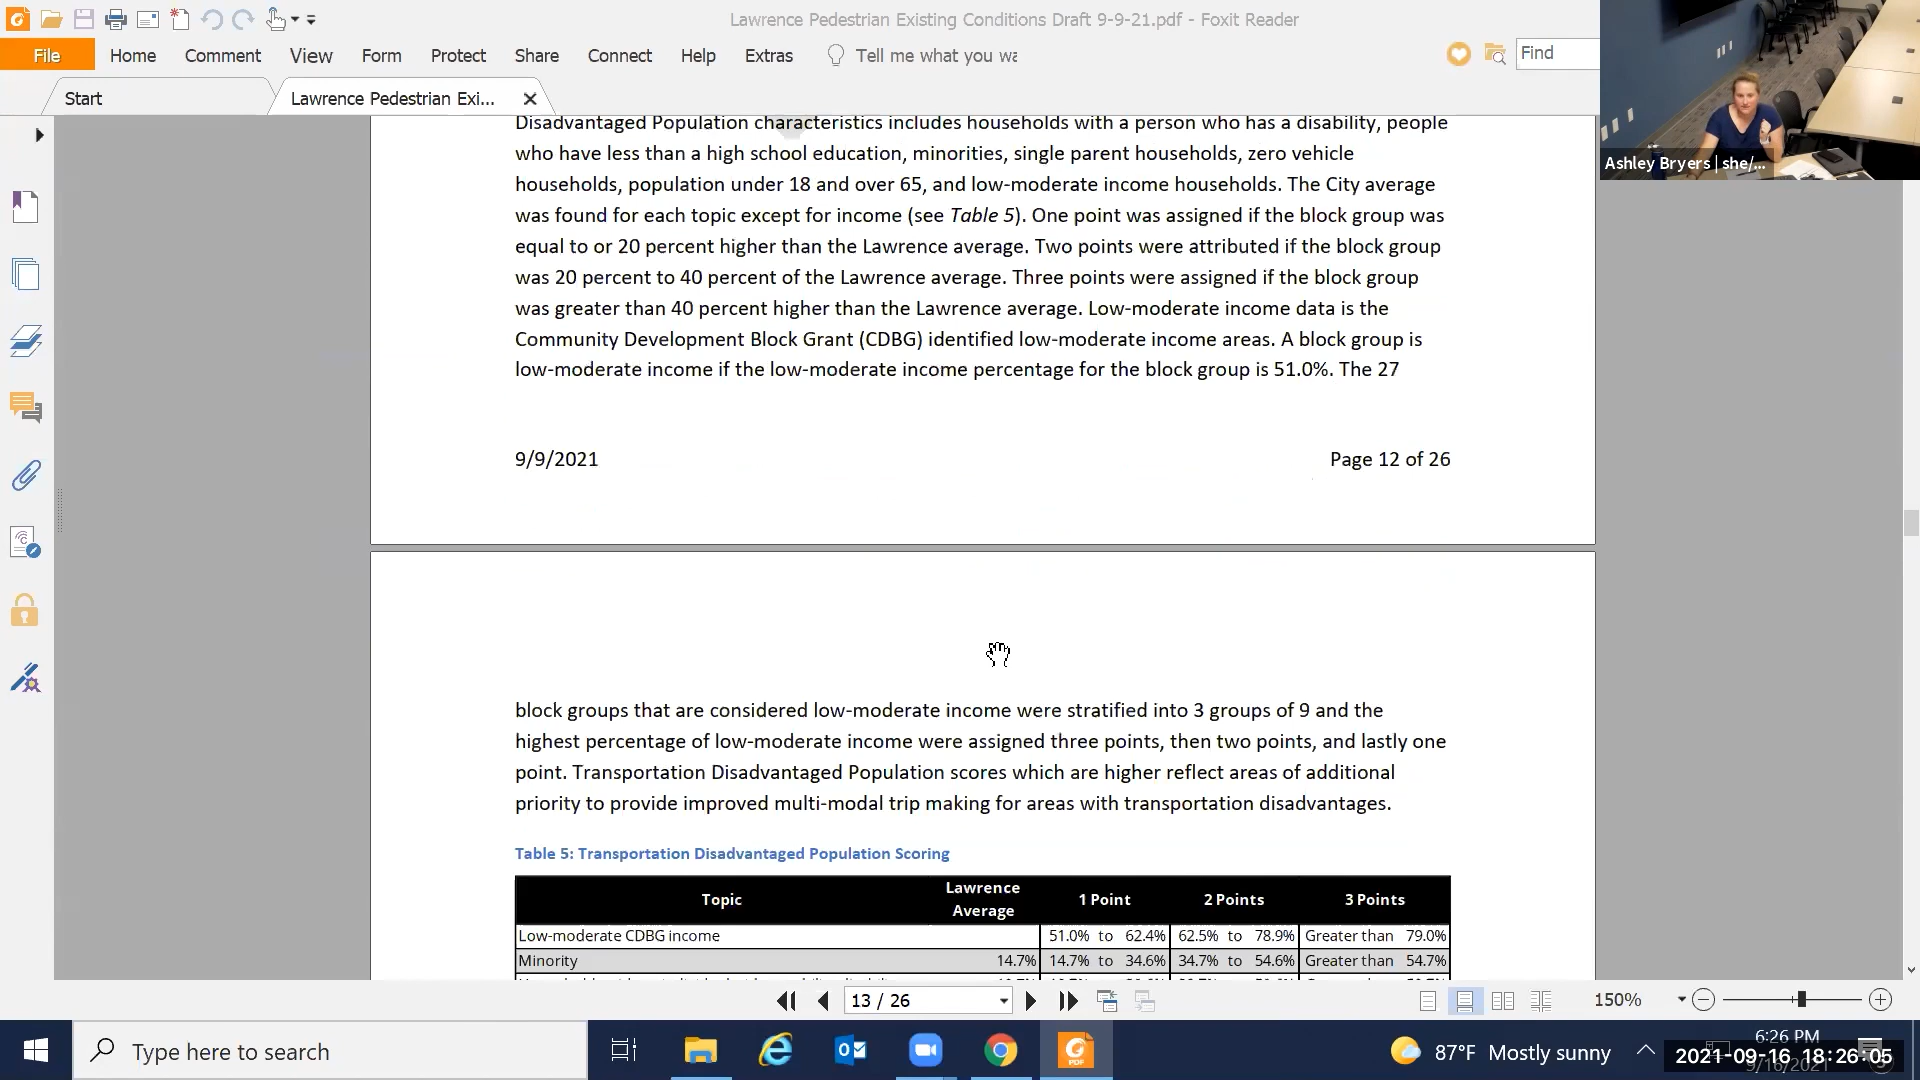 Lawrence Pedestrian Existing Conditions Draft 9-9-21.pdf - Foxit Reader
File Home Comment View Form Protect Share Connect Help Extras Tell me what you wa Find
Start Lawrence Pedestrian Exi...
Ashley Bryers | she/...
Disadvantaged Population characteristics includes households with a person who has a disability, people
who have less than a high school education, minorities, single parent households, zero vehicle
households, population under 18 and over 65, and low-moderate income households. The City average
was found for each topic except for income (see Table 5). One point was assigned if the block group was
equal to or 20 percent higher than the Lawrence average. Two points were attributed if the block group
was 20 percent to 40 percent of the Lawrence average. Three points were assigned if the block group
was greater than 40 percent higher than the Lawrence average. Low-moderate income data is the
Community Development Block Grant (CDBG) identified low-moderate income areas. A block group is
low-moderate income if the low-moderate income percentage for the block group is 51.0%. The 27
9/9/2021 Page 12 of 26
block groups that are considered low-moderate income were stratified into 3 groups of 9 and the
highest percentage of low-moderate income were assigned three points, then two points, and lastly one
point. Transportation Disadvantaged Population scores which are higher reflect areas of additional
priority to provide improved multi-modal trip making for areas with transportation disadvantages.
Table 5: Transportation Disadvantaged Population Scoring
Topic Lawrence Average 1 Point 2 Points 3 Points
Low-moderate CDBG income 51.0% to 62.4% 62.5% to 78.9% Greater than 79.0%
Minority 14.7% 14.7% to 34.6% 34.7% to 54.6% Greater than 54.7%
13 / 26 150%
Type here to search
87°F Mostly sunny
6:26 PM
2021-09-16 18:26:05